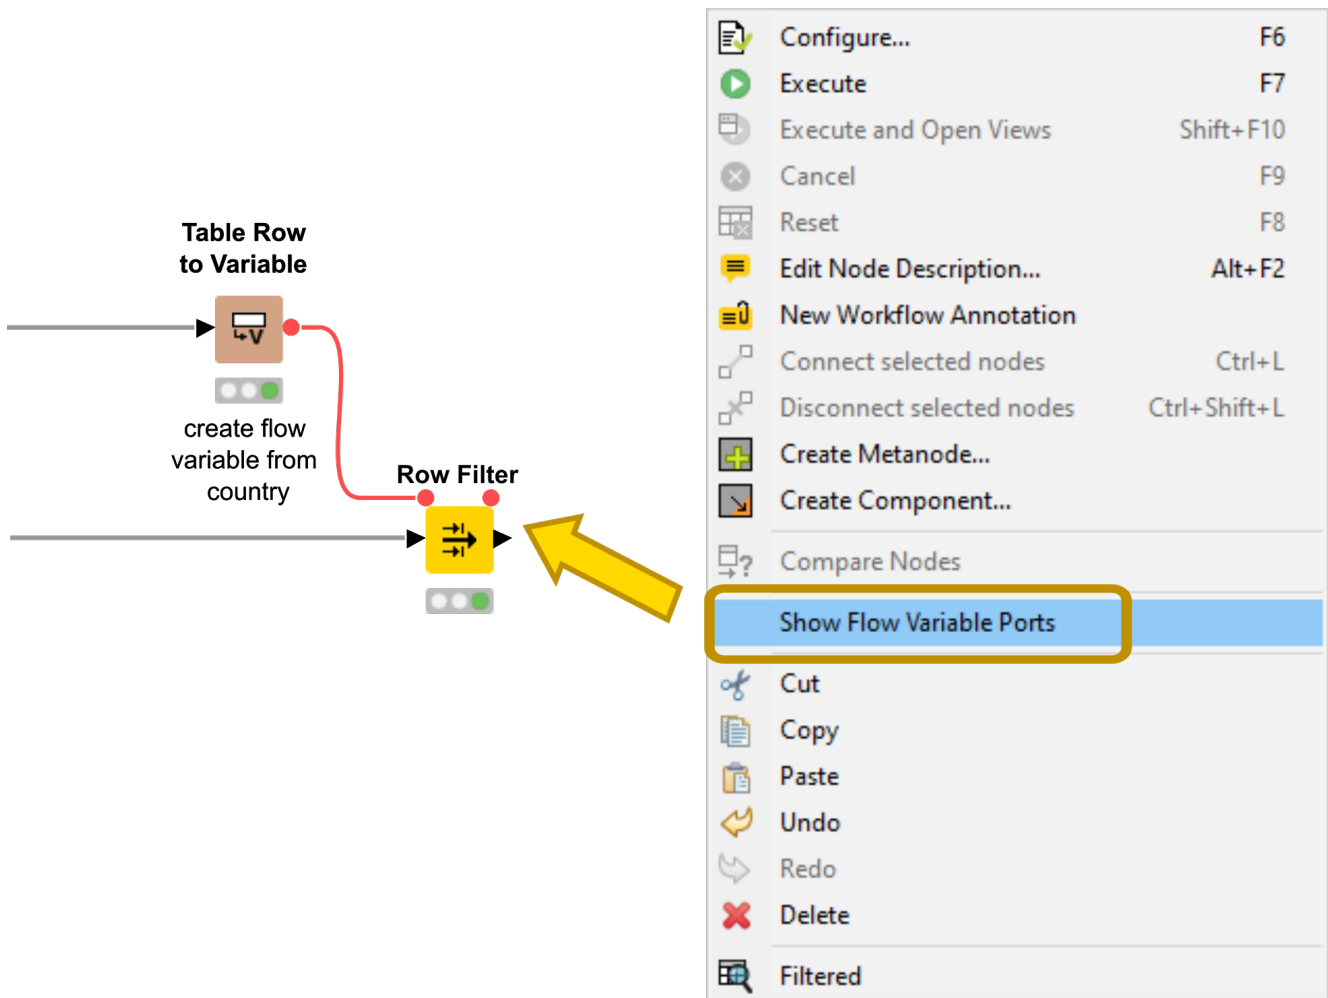 Table Row
to Variable
V
create flow
variable from
country
Row Filter
Configure... F6
Execute F7
Execute and Open Views Shift+F10
Cancel F9
Reset F8
Edit Node Description... Alt+F2
New Workflow Annotation
Connect selected nodes Ctrl+L
Disconnect selected nodes Ctrl+Shift+L
Create Metanode...
Create Component...
? Compare Nodes
Show Flow Variable Ports
Cut
Copy
Paste
Undo
Redo
Delete
Filtered